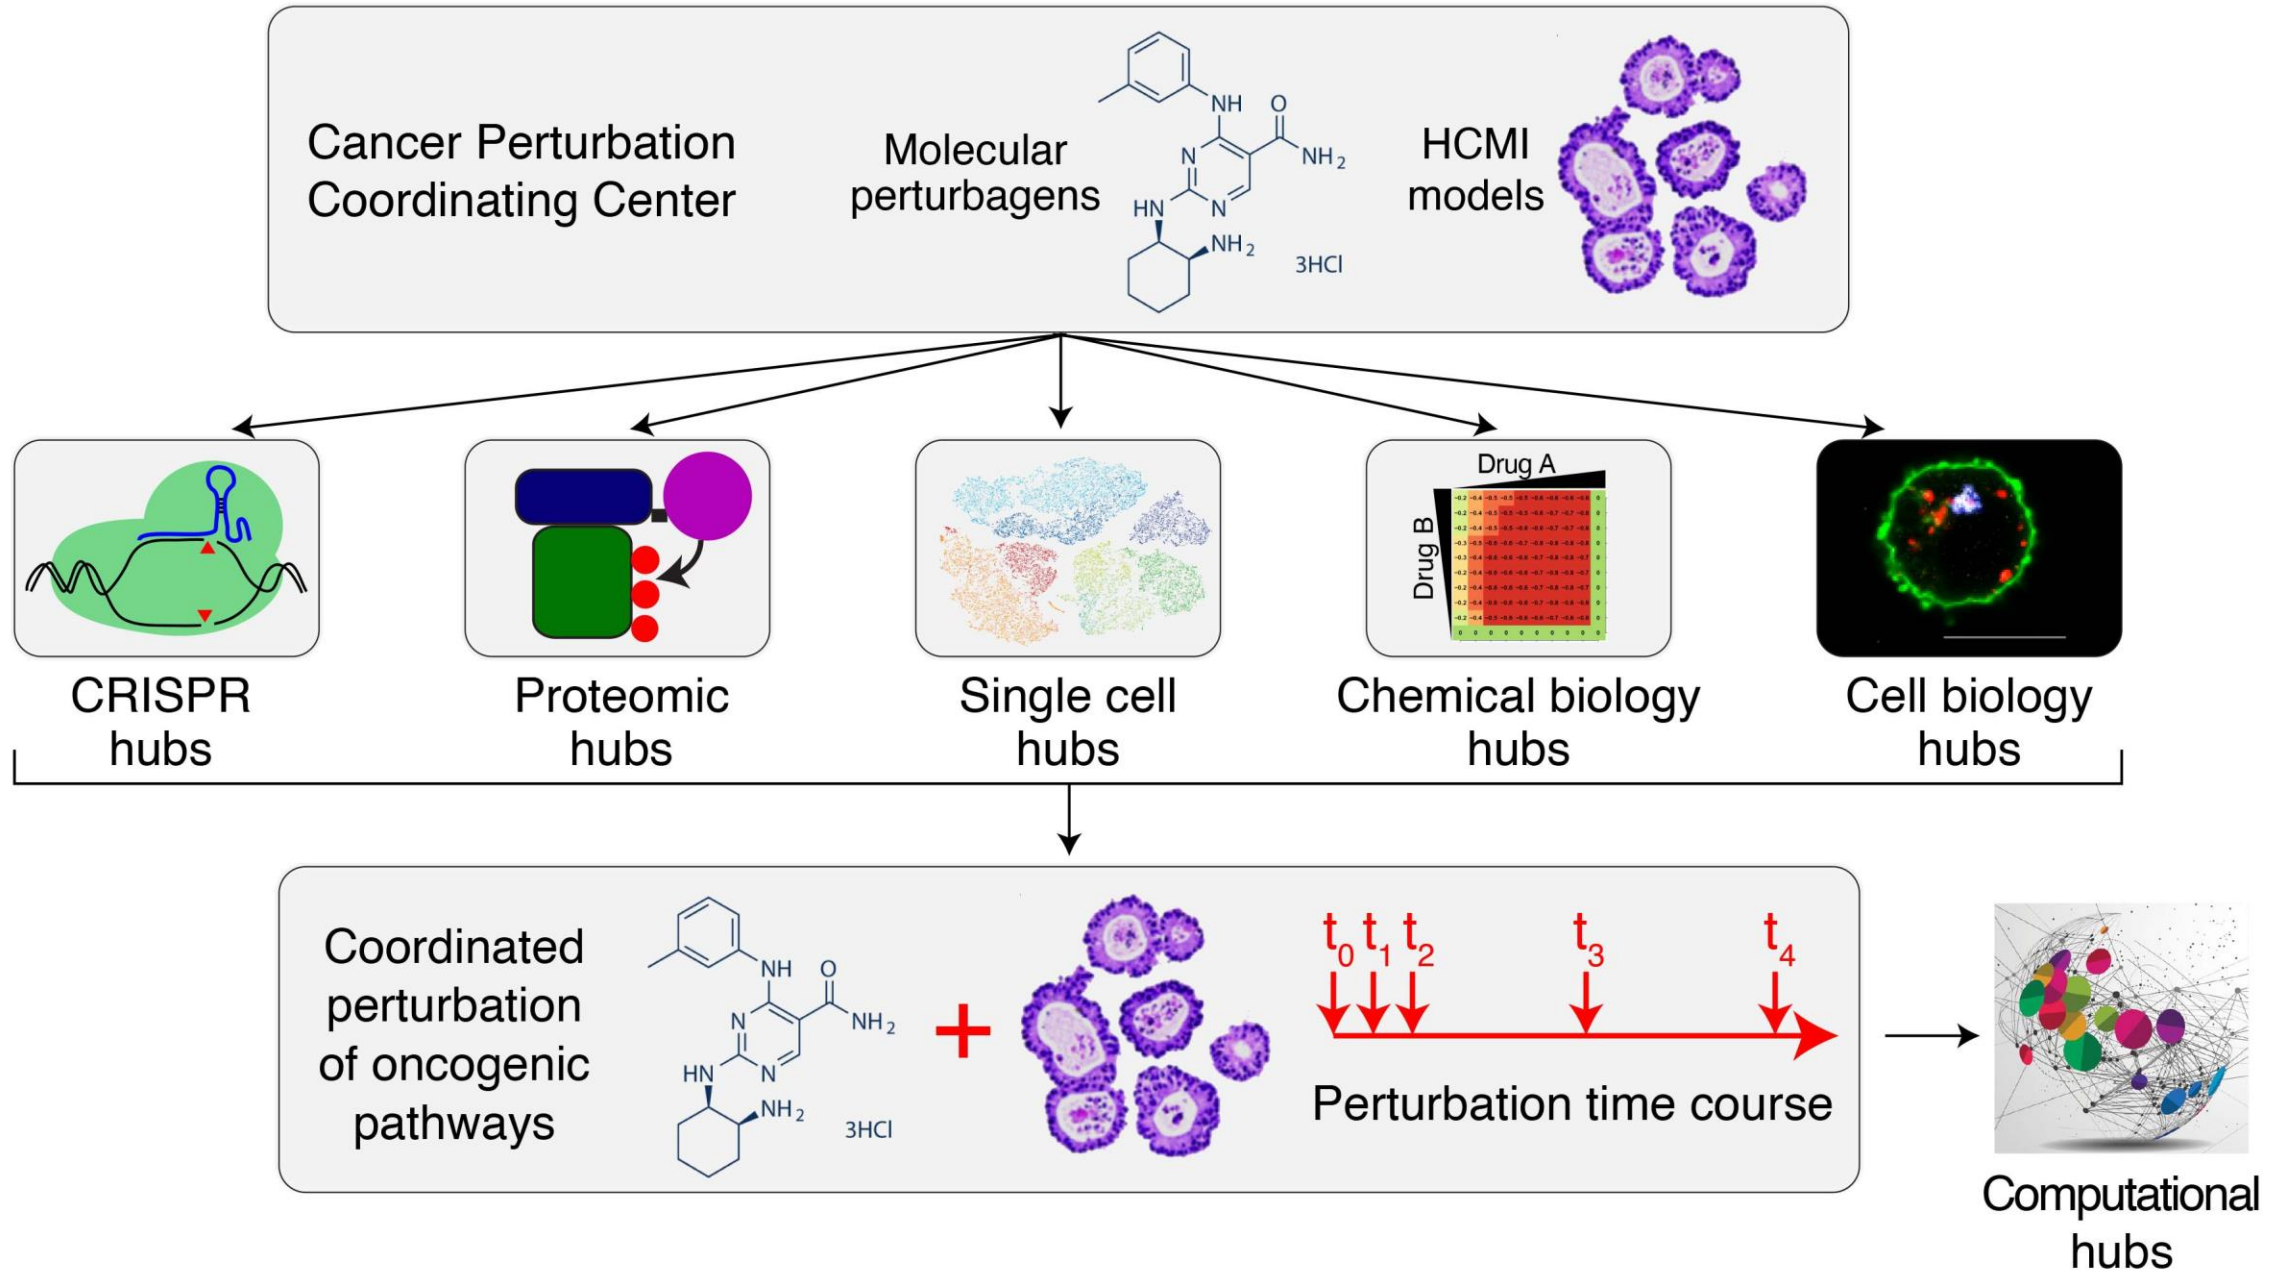 Cancer Perturbation
Coordinating Center
Molecular
perturbagens
NH
O
N
NH2
HN
N
NH2
3HCl
HCMI
models
Drug A
Drug B
CRISPR
hubs
Proteomic
hubs
Single cell
hubs
Chemical biology
hubs
Cell biology
hubs
Coordinated
perturbation
of oncogenic
pathways
NH
O
N
NH2
HN
N
NH2
3HCl
+
t0 t1 t2 t3 t4
Perturbation time course
Computational
hubs